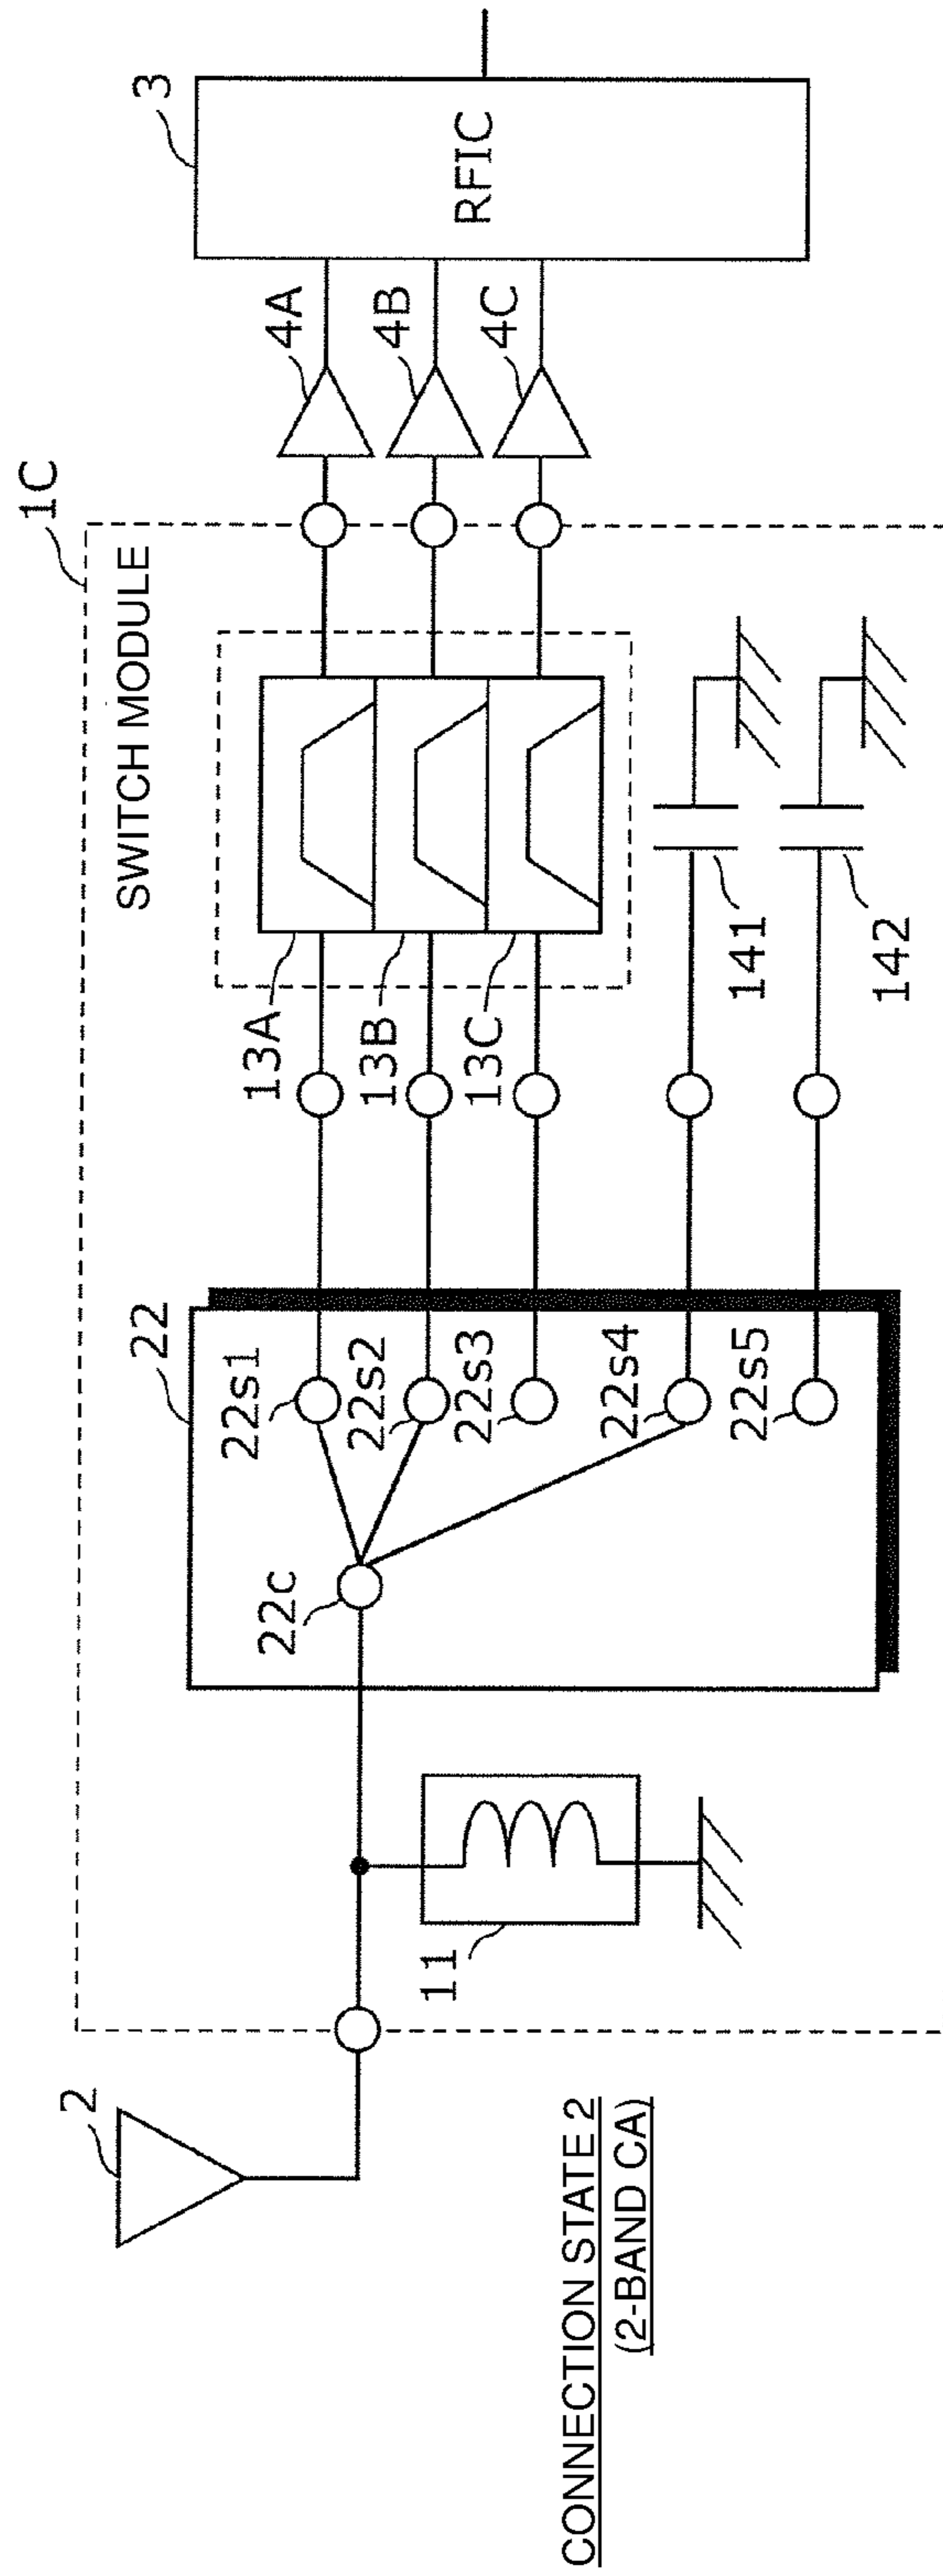 1C
SWITCH MODULE
2
11
22
22c
22s1
22s2
22s3
22s4
22s5
13A
13B
13C
141
142
4A
4B
4C
3
RFIC
CONNECTION STATE 2
(2-BAND CA)